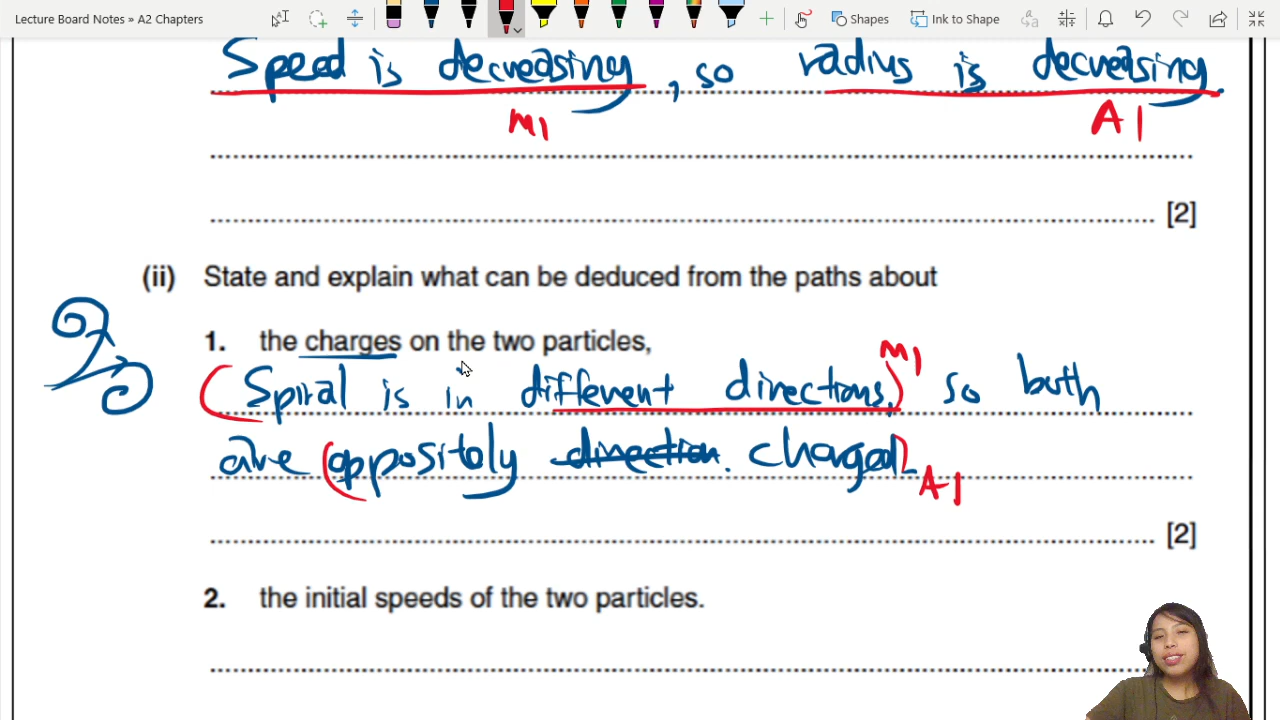 Lecture Board Notes » A2 Chapters
Shapes
Ink to Shape
Speed is decreasing, so radius is decreasing.
M1
A1
[2]
(ii) State and explain what can be deduced from the paths about
1. the charges on the two particles,
M1
(Spiral is in different directions,) so both
are (oppositely direction. charged)
A1
[2]
2. the initial speeds of the two particles.